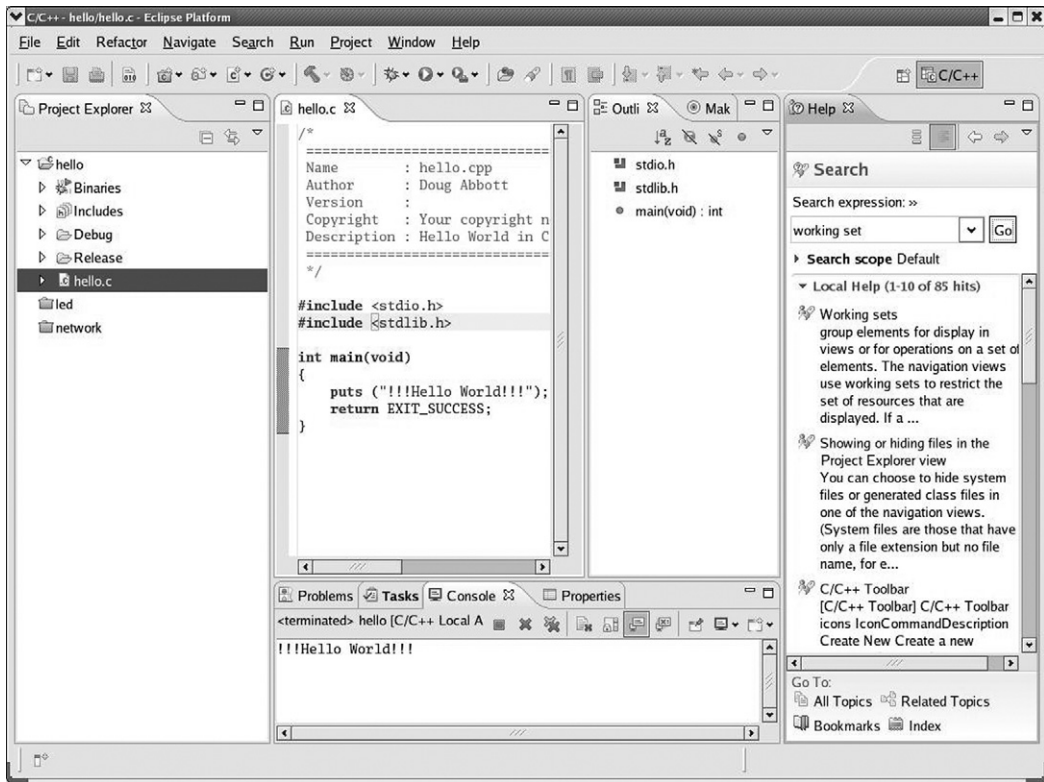 C/C++ - hello/hello.c - Eclipse Platform
File Edit Refactor Navigate Search Run Project Window Help
C/C++
Project Explorer
hello
Binaries
Includes
Debug
Release
hello.c
led
network
hello.c
/*
==============================
Name : hello.cpp
Author : Doug Abbott
Version :
Copyright : Your copyright n
Description : Hello World in C
==============================
*/
#include <stdio.h>
#include <stdlib.h>
int main(void)
{
puts ("!!!Hello World!!!");
return EXIT_SUCCESS;
}
Outli Mak
stdio.h
stdlib.h
main(void) : int
Help
Search
Search expression: »
working set Go
Search scope Default
Local Help (1-10 of 85 hits)
Working sets
group elements for display in
views or for operations on a set of
elements. The navigation views
use working sets to restrict the
set of resources that are
displayed. If a ...
Showing or hiding files in the
Project Explorer view
You can choose to hide system
files or generated class files in
one of the navigation views.
(System files are those that have
only a file extension but no file
name, for e...
C/C++ Toolbar
[C/C++ Toolbar] C/C++ Toolbar
icons IconCommandDescription
Create New Create a new
Go To:
All Topics Related Topics
Bookmarks Index
Problems Tasks Console Properties
<terminated> hello [C/C++ Local A
!!!Hello World!!!